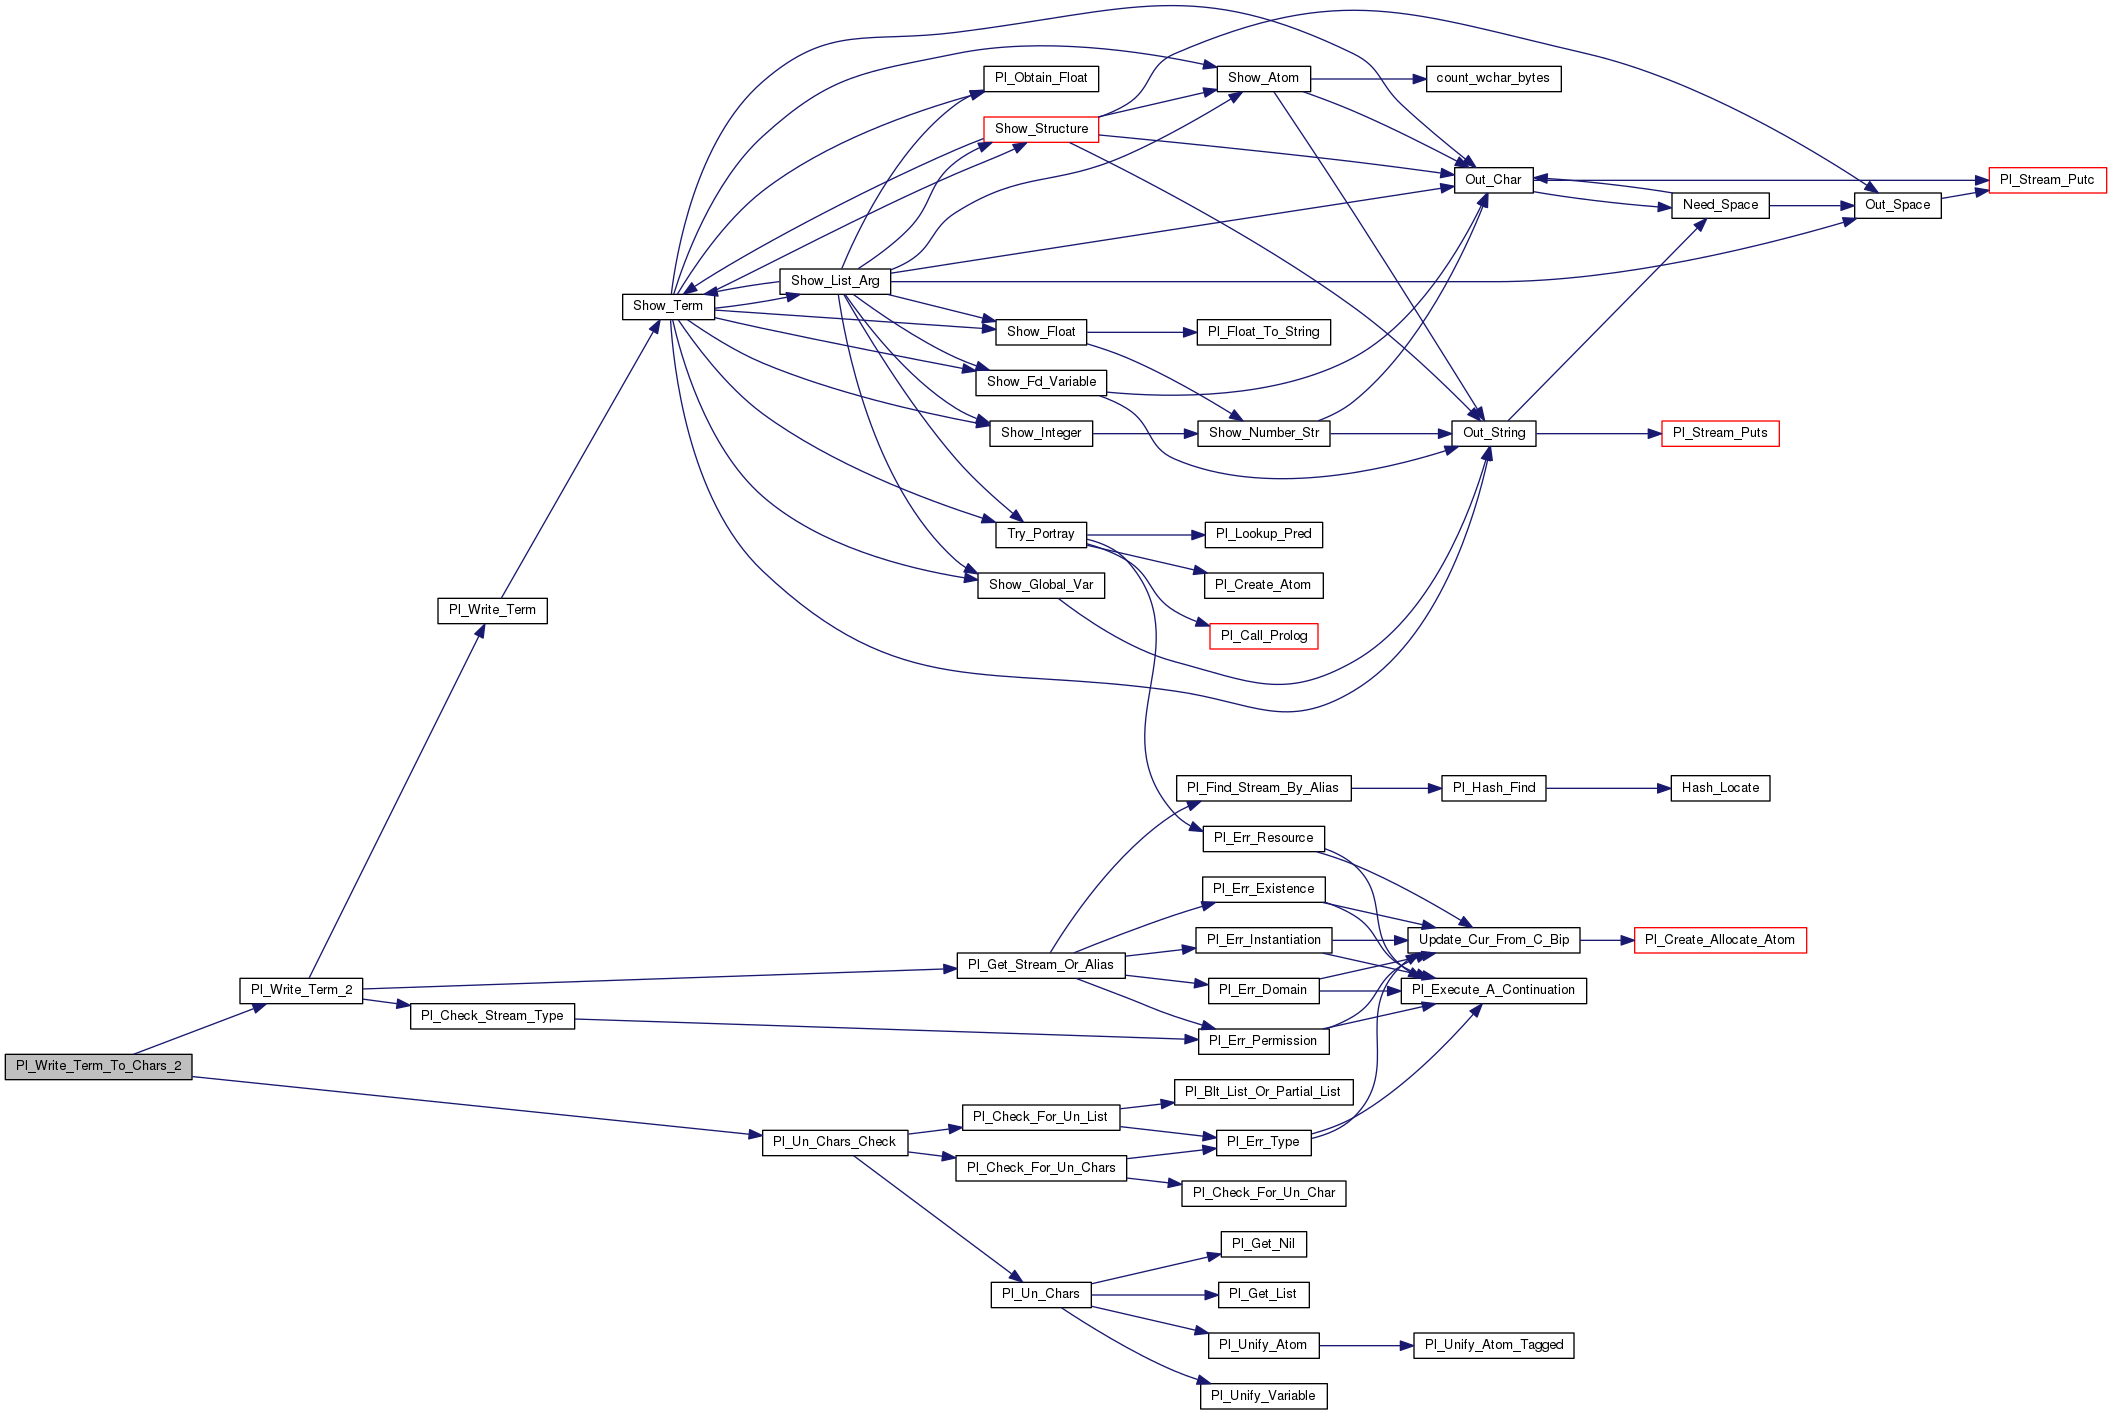 Pl_Obtain_Float
Show_Atom
count_wchar_bytes
Show_Structure
Out_Char
Pl_Stream_Putc
Need_Space
Out_Space
Show_List_Arg
Show_Term
Show_Float
Pl_Float_To_String
Show_Fd_Variable
Show_Integer
Show_Number_Str
Out_String
Pl_Stream_Puts
Try_Portray
Pl_Lookup_Pred
Show_Global_Var
Pl_Create_Atom
Pl_Write_Term
Pl_Call_Prolog
Pl_Find_Stream_By_Alias
Pl_Hash_Find
Hash_Locate
Pl_Err_Resource
Pl_Err_Existence
Pl_Err_Instantiation
Update_Cur_From_C_Bip
Pl_Create_Allocate_Atom
Pl_Get_Stream_Or_Alias
Pl_Write_Term_2
Pl_Err_Domain
Pl_Execute_A_Continuation
Pl_Check_Stream_Type
Pl_Err_Permission
Pl_Write_Term_To_Chars_2
Pl_Blt_List_Or_Partial_List
Pl_Check_For_Un_List
Pl_Un_Chars_Check
Pl_Err_Type
Pl_Check_For_Un_Chars
Pl_Check_For_Un_Char
Pl_Get_Nil
Pl_Un_Chars
Pl_Get_List
Pl_Unify_Atom
Pl_Unify_Atom_Tagged
Pl_Unify_Variable